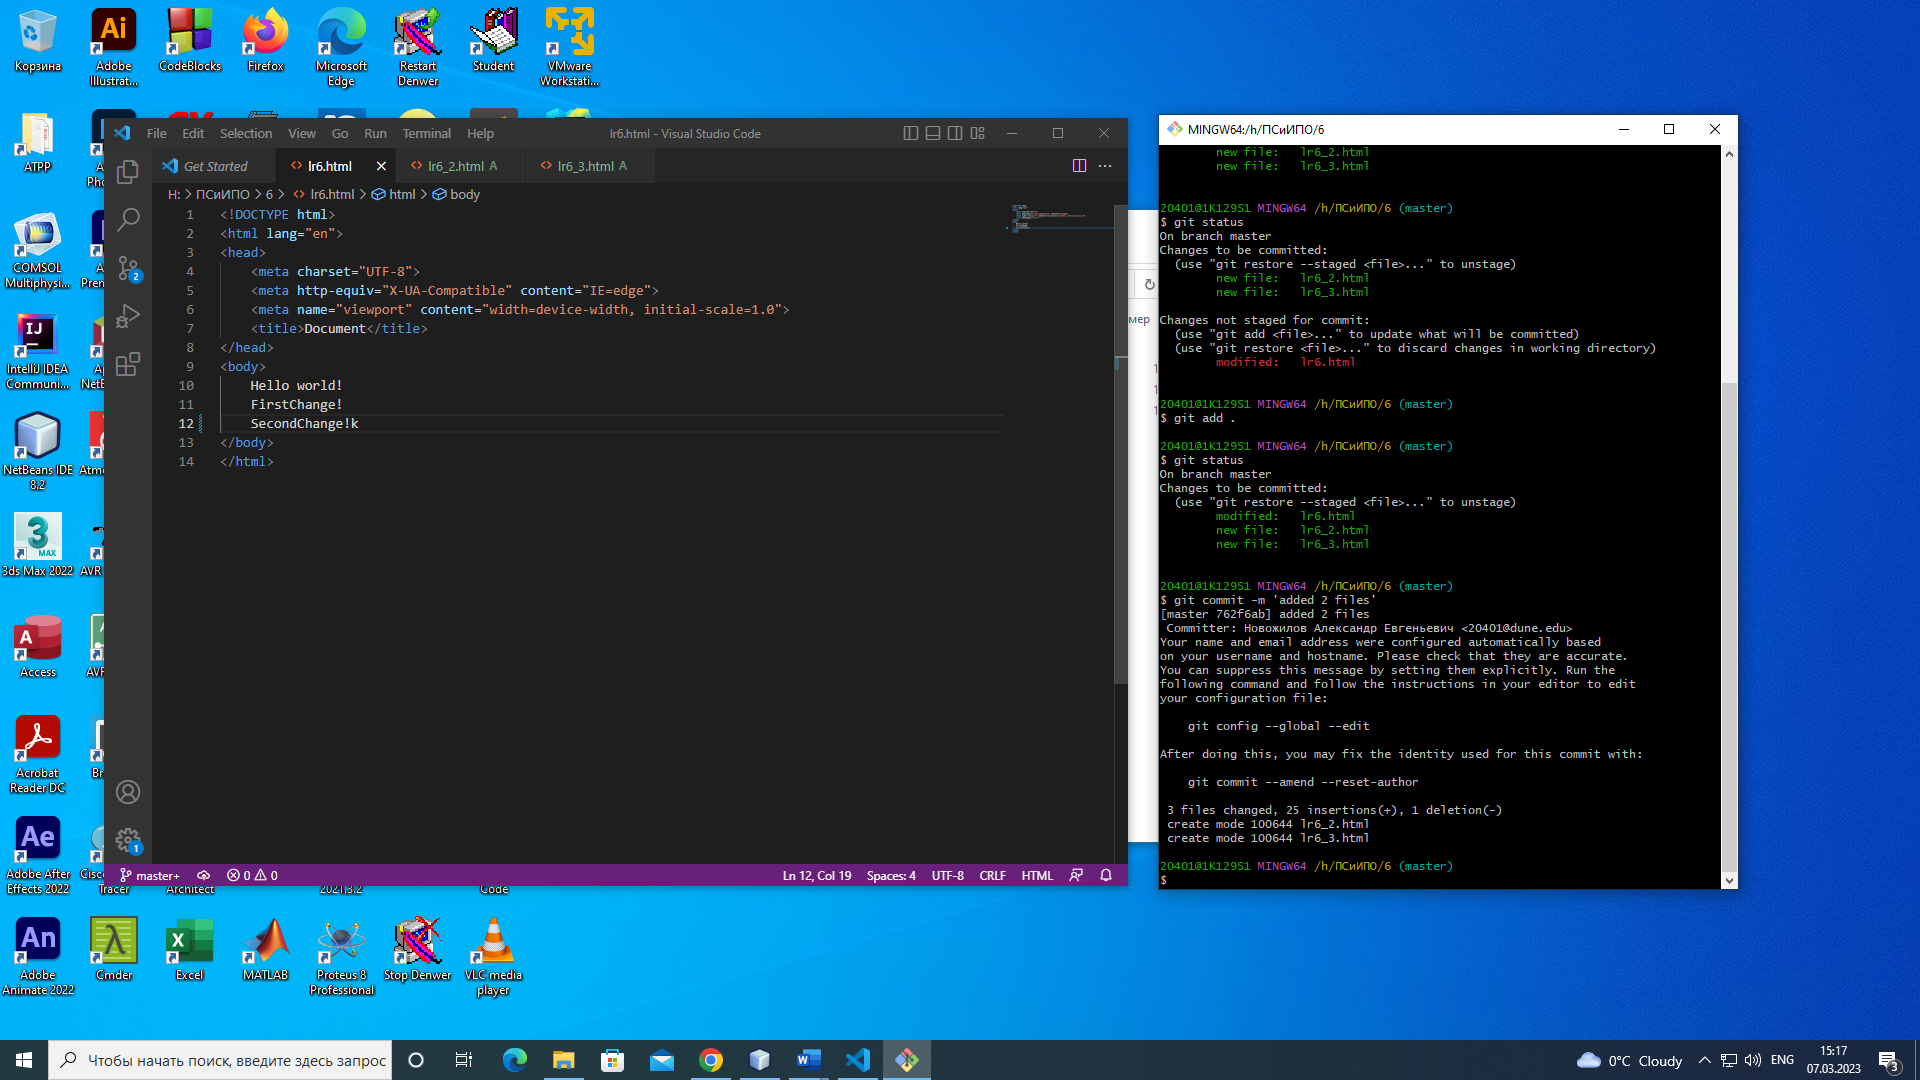 Корзина
Adobe Illustrat...
CodeBlocks
Firefox
Microsoft Edge
Restart Denwer
Student
VMware Workstati...
ATPP
COMSOL Multiphysi...
IntelliJ IDEA Communi...
NetBeans IDE 8.2
3ds Max 2022
Access
Acrobat Reader DC
Adobe After Effects 2022
Tracer
Architect
2021.3.2
Code
Adobe Animate 2022
Cmder
Excel
MATLAB
Proteus 8 Professional
Stop Denwer
VLC media player
File Edit Selection View Go Run Terminal Help
lr6.html - Visual Studio Code
Get Started
lr6.html
lr6_2.html A
lr6_3.html A
H: > ПСиИПО > 6 > lr6.html > html > body
1 <!DOCTYPE html>
2 <html lang="en">
3 <head>
4 <meta charset="UTF-8">
5 <meta http-equiv="X-UA-Compatible" content="IE=edge">
6 <meta name="viewport" content="width=device-width, initial-scale=1.0">
7 <title>Document</title>
8 </head>
9 <body>
10 Hello world!
11 FirstChange!
12 SecondChange!k
13 </body>
14 </html>
2
1
master+
0 0
Ln 12, Col 19 Spaces: 4 UTF-8 CRLF HTML
мер
MINGW64:/h/ПСиИПО/6
new file: lr6_2.html
new file: lr6_3.html
20401@1K129S1 MINGW64 /h/ПСиИПО/6 (master)
$ git status
On branch master
Changes to be committed:
(use "git restore --staged <file>..." to unstage)
new file: lr6_2.html
new file: lr6_3.html
Changes not staged for commit:
(use "git add <file>..." to update what will be committed)
(use "git restore <file>..." to discard changes in working directory)
modified: lr6.html
20401@1K129S1 MINGW64 /h/ПСиИПО/6 (master)
$ git add .
20401@1K129S1 MINGW64 /h/ПСиИПО/6 (master)
$ git status
On branch master
Changes to be committed:
(use "git restore --staged <file>..." to unstage)
modified: lr6.html
new file: lr6_2.html
new file: lr6_3.html
20401@1K129S1 MINGW64 /h/ПСиИПО/6 (master)
$ git commit -m 'added 2 files'
[master 762f6ab] added 2 files
Committer: Новожилов Александр Евгеньевич <20401@dune.edu>
Your name and email address were configured automatically based
on your username and hostname. Please check that they are accurate.
You can suppress this message by setting them explicitly. Run the
following command and follow the instructions in your editor to edit
your configuration file:
git config --global --edit
After doing this, you may fix the identity used for this commit with:
git commit --amend --reset-author
3 files changed, 25 insertions(+), 1 deletion(-)
create mode 100644 lr6_2.html
create mode 100644 lr6_3.html
20401@1K129S1 MINGW64 /h/ПСиИПО/6 (master)
$
Чтобы начать поиск, введите здесь запрос
0°C Cloudy
ENG
15:17
07.03.2023
3